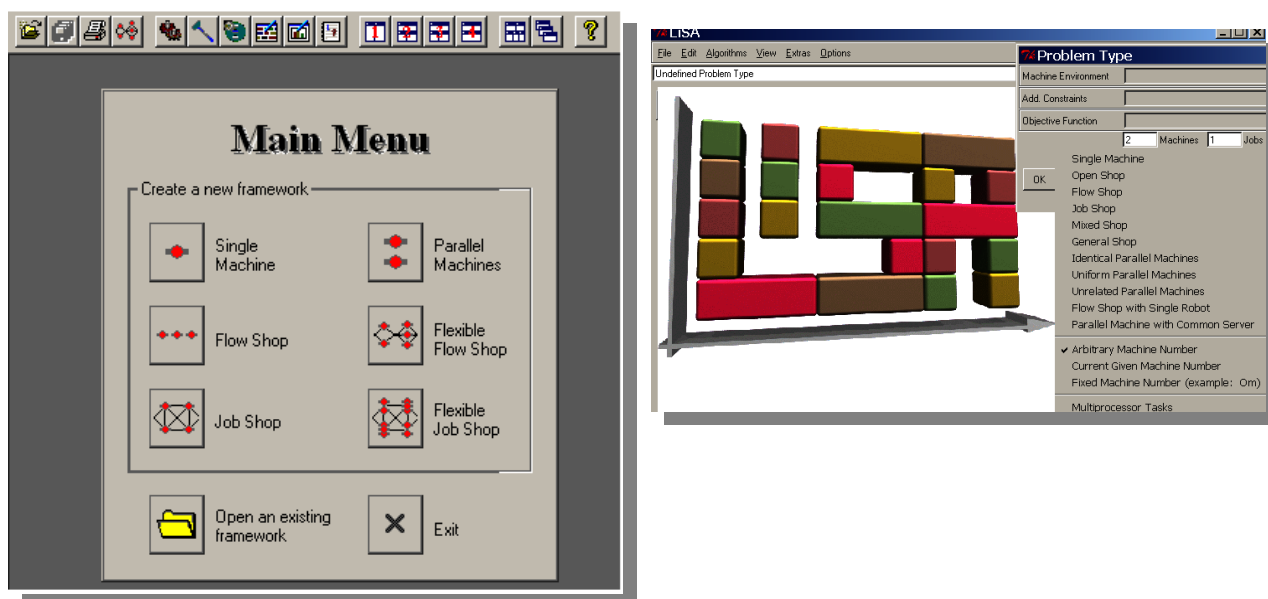 Main Menu
Create a new framework
Single
Machine
Parallel
Machines
Flow Shop
Flexible
Flow Shop
Job Shop
Flexible
Job Shop
Open an existing
framework
Exit
LiSA
File Edit Algorithms View Extras Options
Undefined Problem Type
Problem Type
Machine Environment
Add. Constraints
Objective Function
2 Machines 1 Jobs
OK
Single Machine
Open Shop
Flow Shop
Job Shop
Mixed Shop
General Shop
Identical Parallel Machines
Uniform Parallel Machines
Unrelated Parallel Machines
Flow Shop with Single Robot
Parallel Machine with Common Server
Arbitrary Machine Number
Current Given Machine Number
Fixed Machine Number (example: Om)
Multiprocessor Tasks